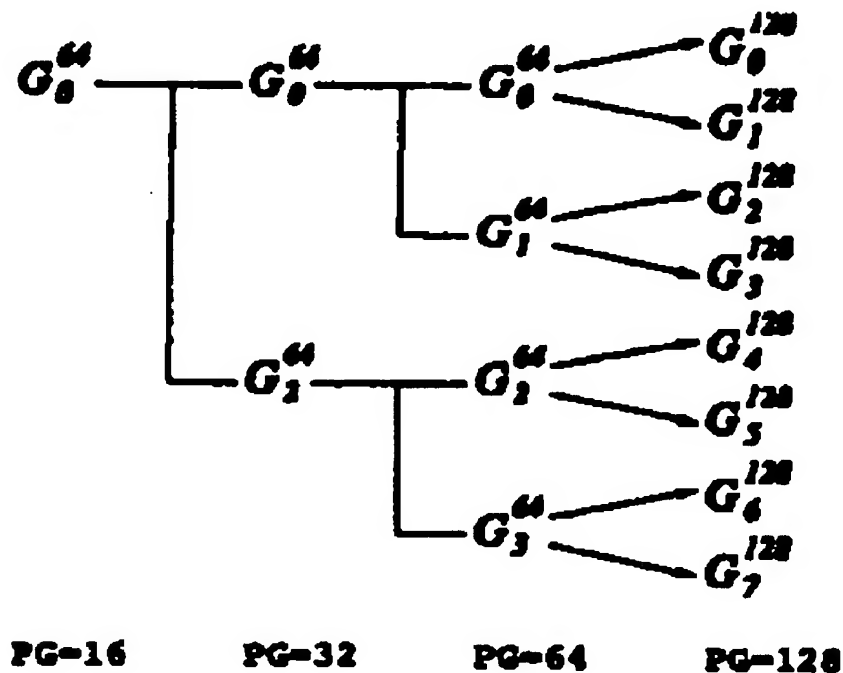 G_0^{64} G_0^{64} G_0^{64} G_0^{128}
G_1^{128}
G_1^{64} G_2^{128}
G_3^{128}
G_2^{64} G_2^{64} G_4^{128}
G_5^{128}
G_3^{64} G_6^{128}
G_7^{128}
PG=16 PG=32 PG=64 PG=128